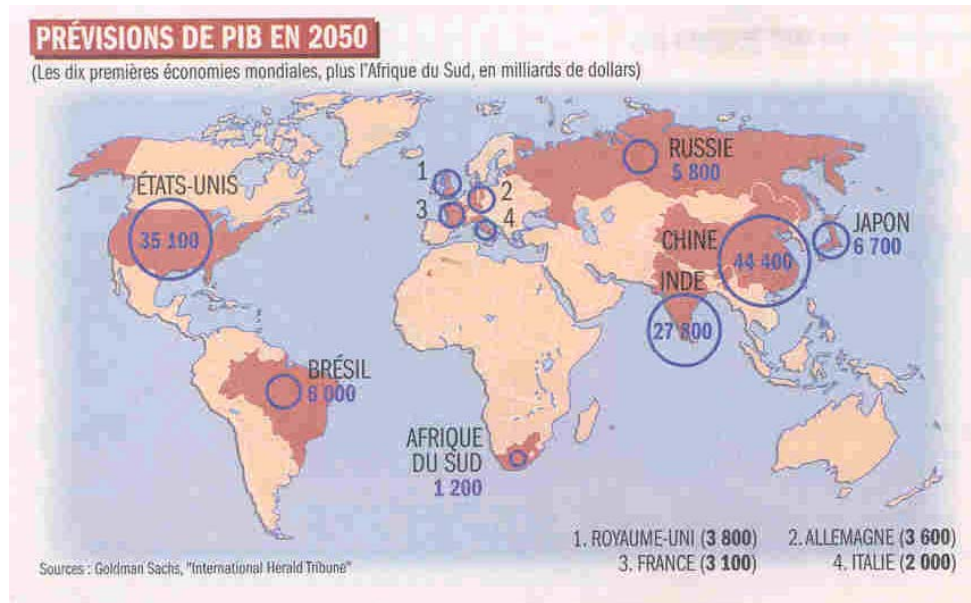 PRÉVISIONS DE PIB EN 2050
(Les dix premières économies mondiales, plus l'Afrique du Sud, en milliards de dollars)
ÉTATS-UNIS
35 100
1
2
3
4
RUSSIE
5 800
JAPON
6 700
CHINE
44 400
INDE
27 800
BRÉSIL
6 000
AFRIQUE
DU SUD
1 200
1. ROYAUME-UNI (3 800)
2. ALLEMAGNE (3 600)
3. FRANCE (3 100)
4. ITALIE (2 000)
Sources : Goldman Sachs, "International Herald Tribune"